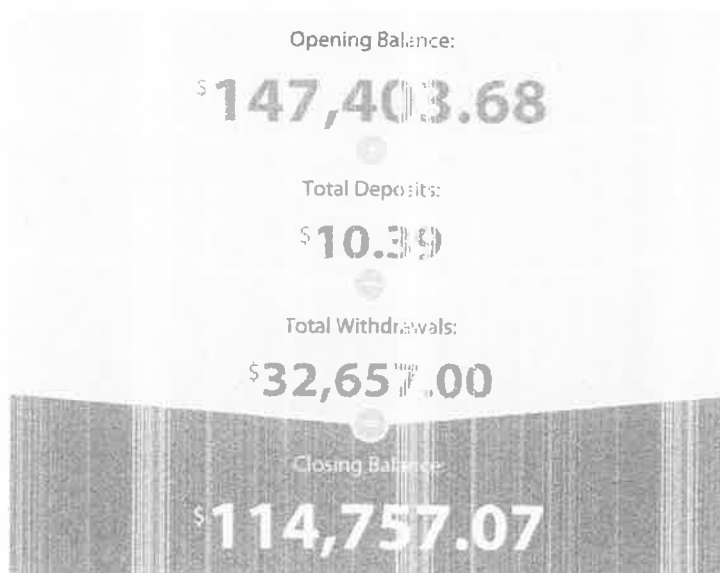 Opening Balance:
$147,403.68
+
Total Deposits:
$10.39
−
Total Withdrawals:
$32,657.00
=
Closing Balance:
$114,757.07